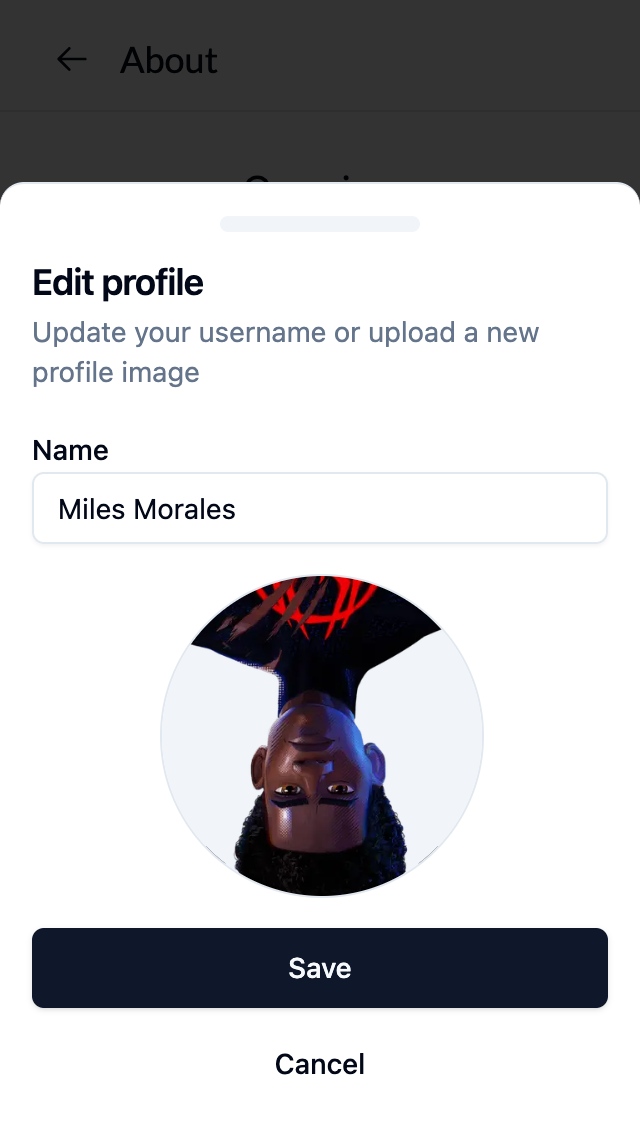 About
Edit profile
Update your username or upload a new
profile image
Name
Miles Morales
Save
Cancel